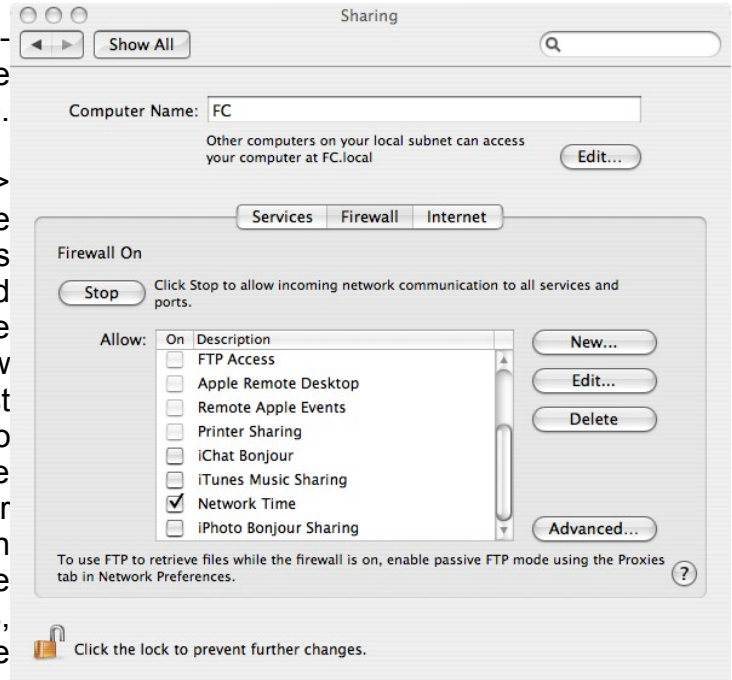 Sharing
Show All
Computer Name: FC
Other computers on your local subnet can access
your computer at FC.local
Edit...
Services Firewall Internet
Firewall On
Stop
Click Stop to allow incoming network communication to all services and
ports.
Allow:
On Description
FTP Access
Apple Remote Desktop
Remote Apple Events
Printer Sharing
iChat Bonjour
iTunes Music Sharing
Network Time
iPhoto Bonjour Sharing
New...
Edit...
Delete
Advanced...
To use FTP to retrieve files while the firewall is on, enable passive FTP mode using the Proxies
tab in Network Preferences.
?
Click the lock to prevent further changes.